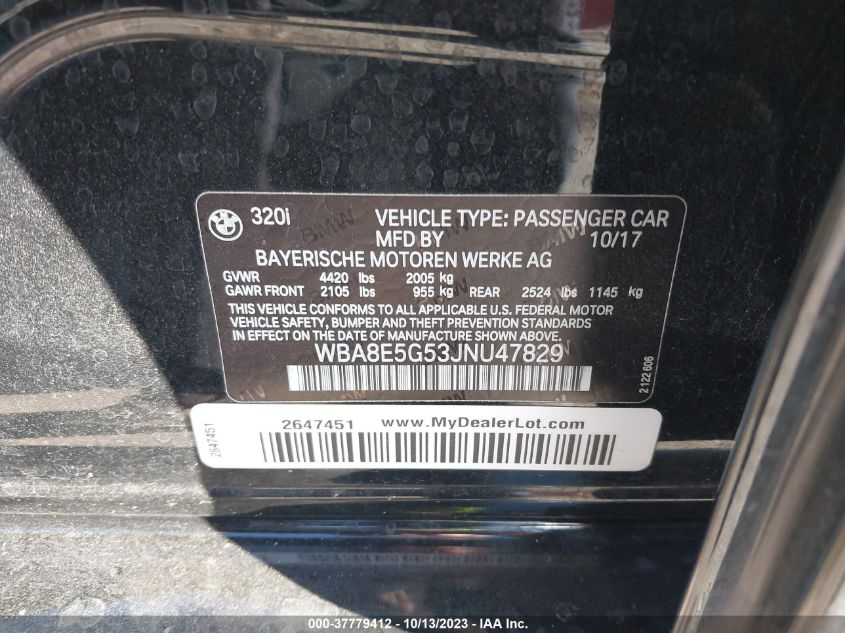 320i VEHICLE TYPE: PASSENGER CAR
MFD BY 10/17
BAYERISCHE MOTOREN WERKE AG
GVWR 4420 lbs 2005 kg
GAWR FRONT 2105 lbs 955 kg REAR 2524 lbs 1145 kg
THIS VEHICLE CONFORMS TO ALL APPLICABLE U.S. FEDERAL MOTOR
VEHICLE SAFETY, BUMPER AND THEFT PREVENTION STANDARDS
IN EFFECT ON THE DATE OF MANUFACTURE SHOWN ABOVE.
WBA8E5G53JNU47829
2 122 606
2647451
2647451 www.MyDealerLot.com
000-37779412 - 10/13/2023 - © IAA, Inc.